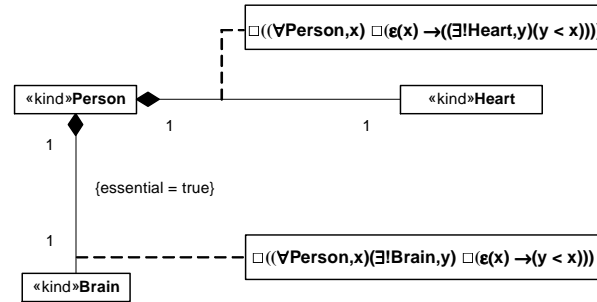 □((∀Person,x) □(ε(x) →((∃!Heart,y)(y < x))))
«kind»Person
«kind»Heart
1
1
1
{essential = true}
1
□((∀Person,x)(∃!Brain,y) □(ε(x) →(y < x)))
«kind»Brain